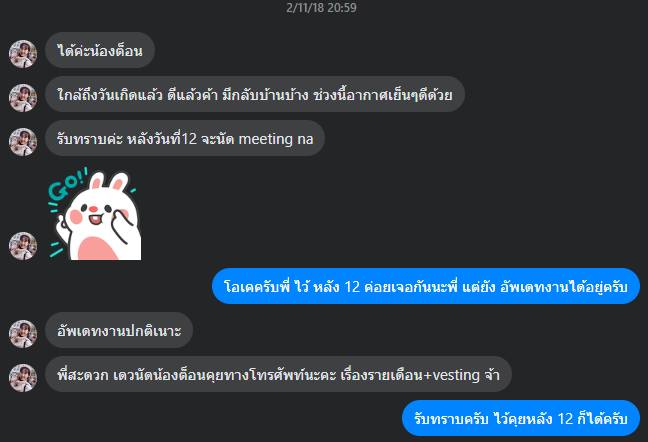 2/11/18 20:59
ได้ค่ะน้องต็อน
ใกล้ถึงวันเกิดแล้ว ดีแล้วค้า มีกลับบ้านบ้าง ช่วงนี้อากาศเย็นๆดีด้วย
รับทราบค่ะ หลังวันที่12 จะนัด meeting na
Go!
โอเคครับพี่ ไว้ หลัง 12 ค่อยเจอกันนะพี่ แต่ยัง อัพเดทงานได้อยู่ครับ
อัพเดทงานปกติเนาะ
พี่สะดวก เดวนัดน้องต็อนคุยทางโทรศัพท์นะคะ เรื่องรายเดือน+vesting จ้า
รับทราบครับ ไว้คุยหลัง 12 ก็ได้ครับ